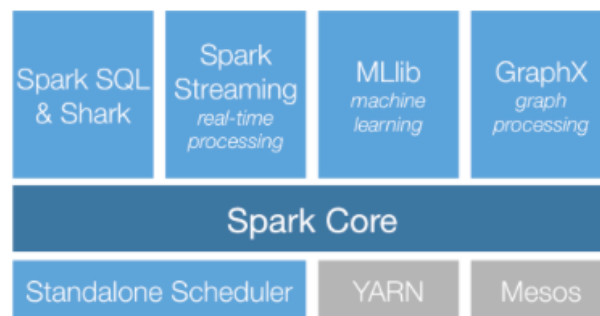 Spark SQL
& Shark
Spark
Streaming
real-time
processing
MLlib
machine
learning
GraphX
graph
processing
Spark Core
Standalone Scheduler
YARN
Mesos